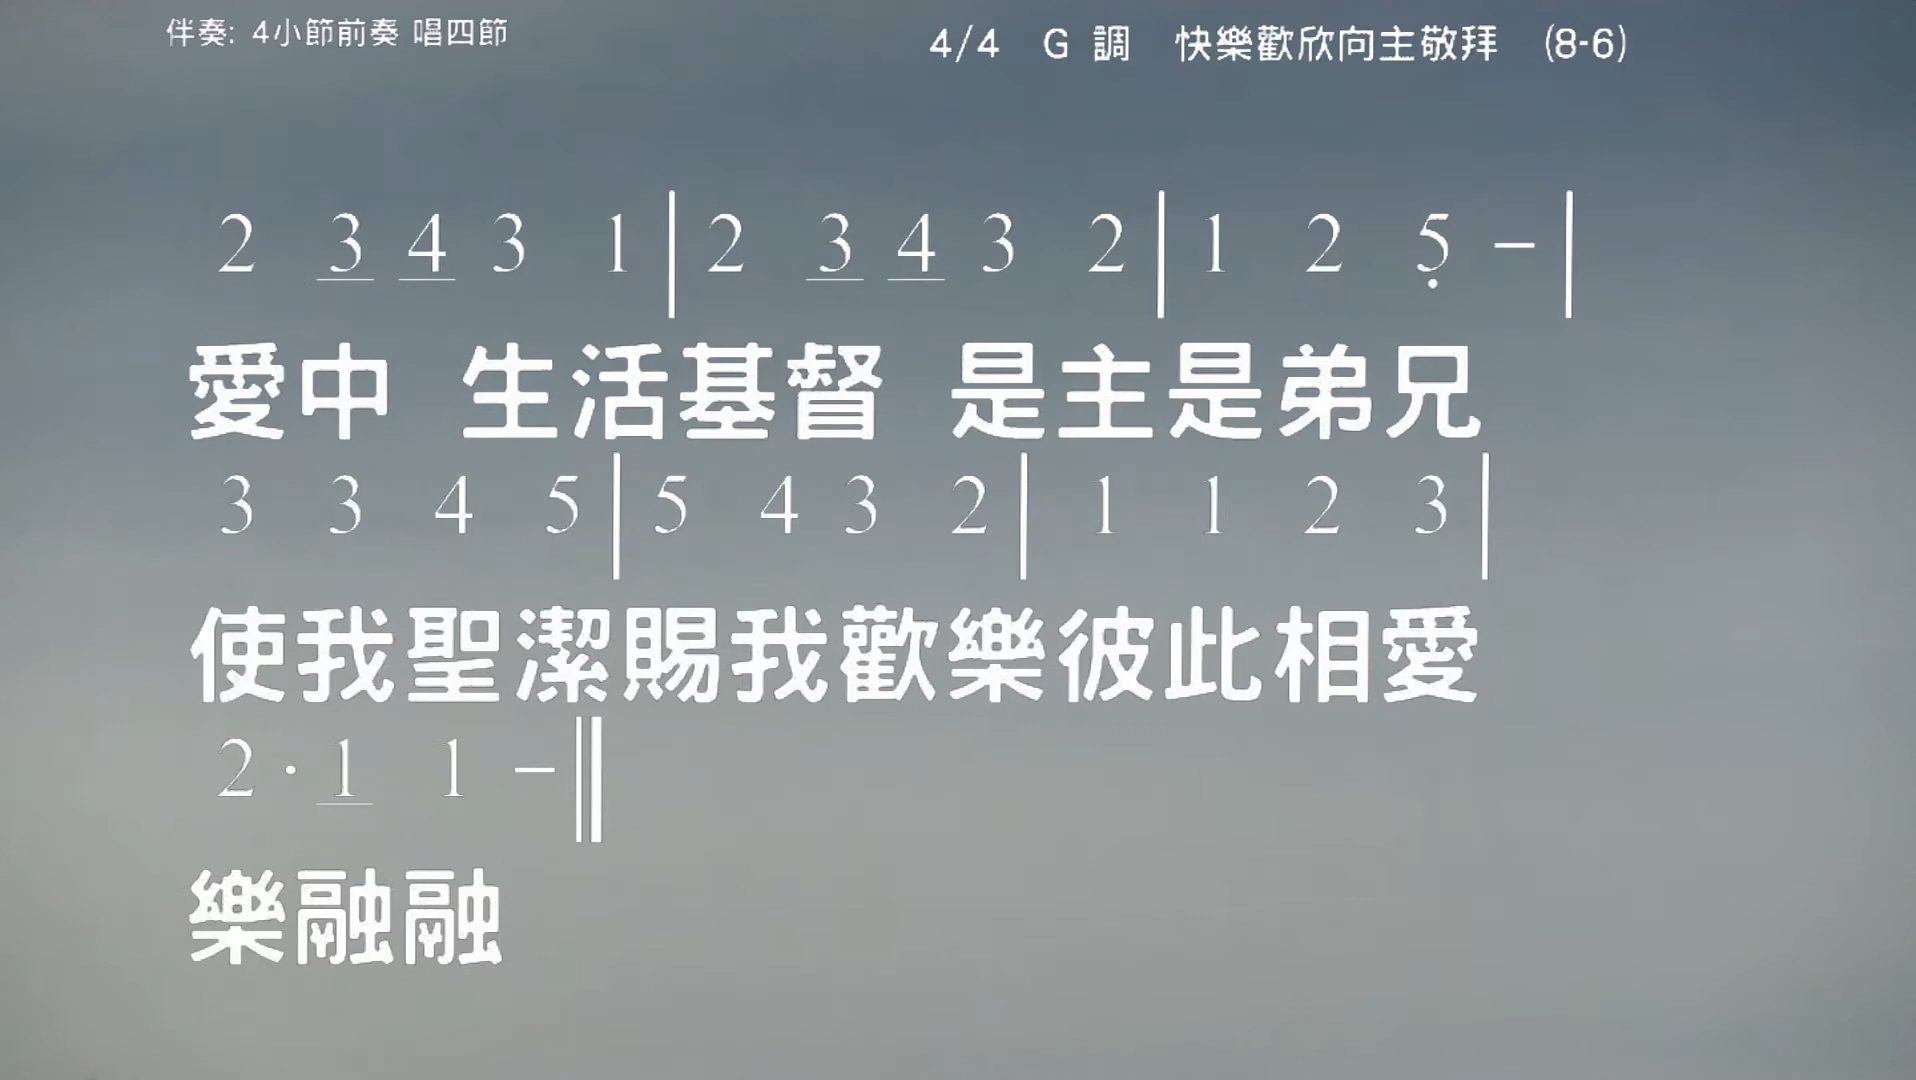 伴奏: 4小節前奏 唱四節
4/4 G 調 快樂歡欣向主敬拜 (8-6)
2 3 4 3 1 | 2 3 4 3 2 | 1 2 5̣ – |
愛中 生活基督 是主是弟兄
3 3 4 5 | 5 4 3 2 | 1 1 2 3 |
使我聖潔賜我歡樂彼此相愛
2 · 1 1 – ‖
樂融融